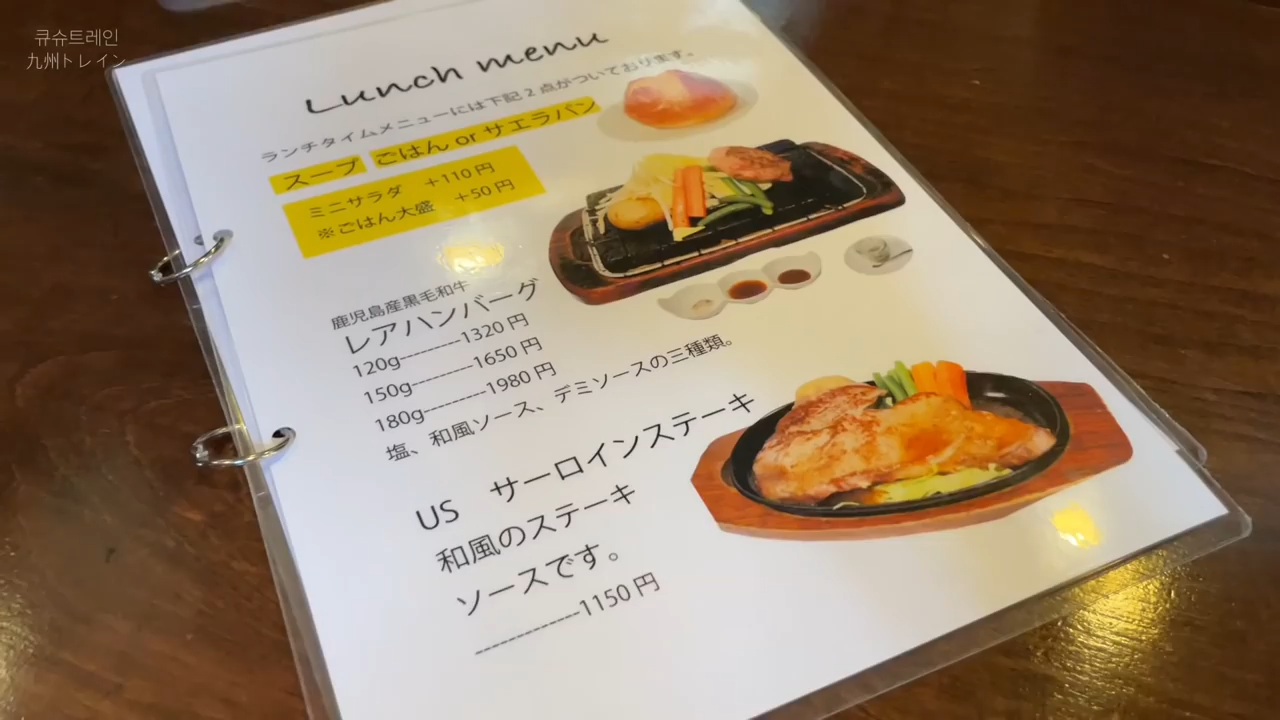 큐슈트레인
九州トレイン
Lunch menu
ランチタイムメニューには下記２点がついております。
スープ ごはん or サエラパン
ミニサラダ +110円
※ごはん大盛 +50円
鹿児島産黒毛和牛
レアハンバーグ
120g---------1320円
150g-----------1650円
180g-----------1980円
塩、和風ソース、デミソースの三種類。
US サーロインステーキ
和風のステーキ
ソースです。
-------------1150円